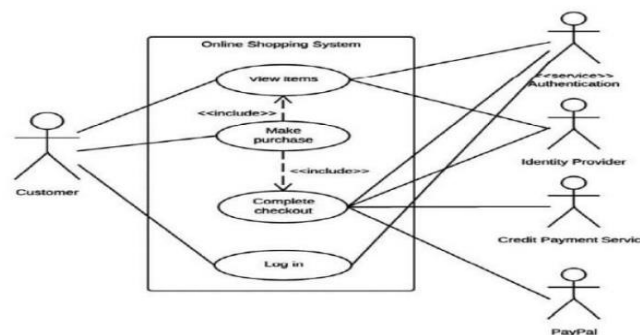 Online Shopping System
View Items
<<service>>
Authentication
<<include>>
Make
purchase
Customer
<<include>>
Identity Provider
Complete
checkout
Credit Payment Servic
Log in
PayPal